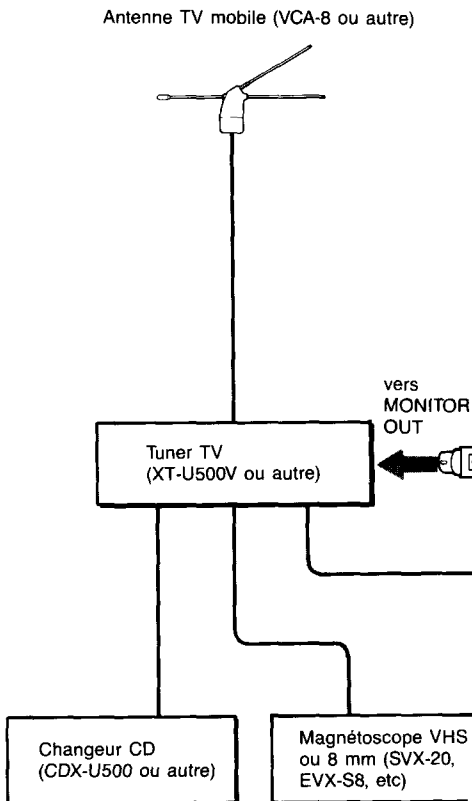 Antenne TV mobile (VCA-8 ou autre)
vers
MONITOR
OUT
Tuner TV
(XT-U500V ou autre)
Changeur CD
(CDX-U500 ou autre)
Magnétoscope VHS
ou 8 mm (SVX-20,
EVX-S8, etc)